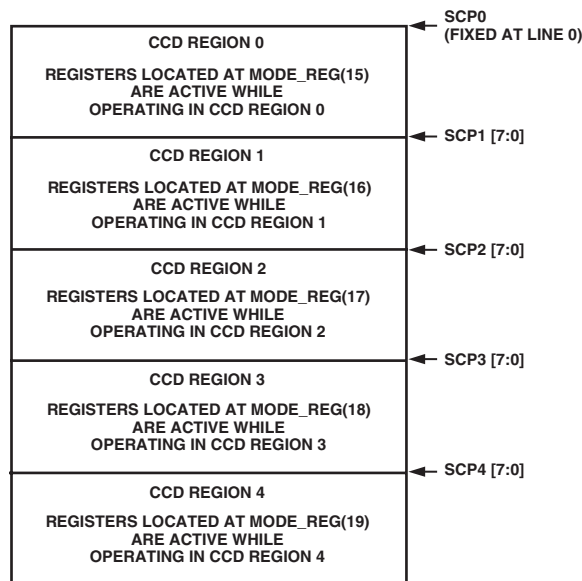 SCP0
(FIXED AT LINE 0)
CCD REGION 0
REGISTERS LOCATED AT MODE_REG(15)
ARE ACTIVE WHILE
OPERATING IN CCD REGION 0
SCP1 [7:0]
CCD REGION 1
REGISTERS LOCATED AT MODE_REG(16)
ARE ACTIVE WHILE
OPERATING IN CCD REGION 1
SCP2 [7:0]
CCD REGION 2
REGISTERS LOCATED AT MODE_REG(17)
ARE ACTIVE WHILE
OPERATING IN CCD REGION 2
SCP3 [7:0]
CCD REGION 3
REGISTERS LOCATED AT MODE_REG(18)
ARE ACTIVE WHILE
OPERATING IN CCD REGION 3
SCP4 [7:0]
CCD REGION 4
REGISTERS LOCATED AT MODE_REG(19)
ARE ACTIVE WHILE
OPERATING IN CCD REGION 4